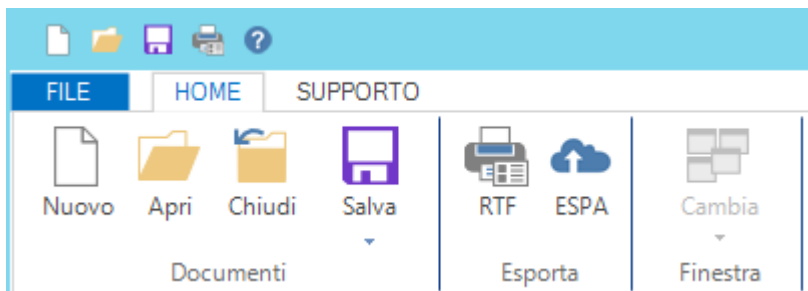 FILE HOME SUPPORTO
Nuovo Apri Chiudi Salva RTF ESPA Cambia
Documenti Esporta Finestra